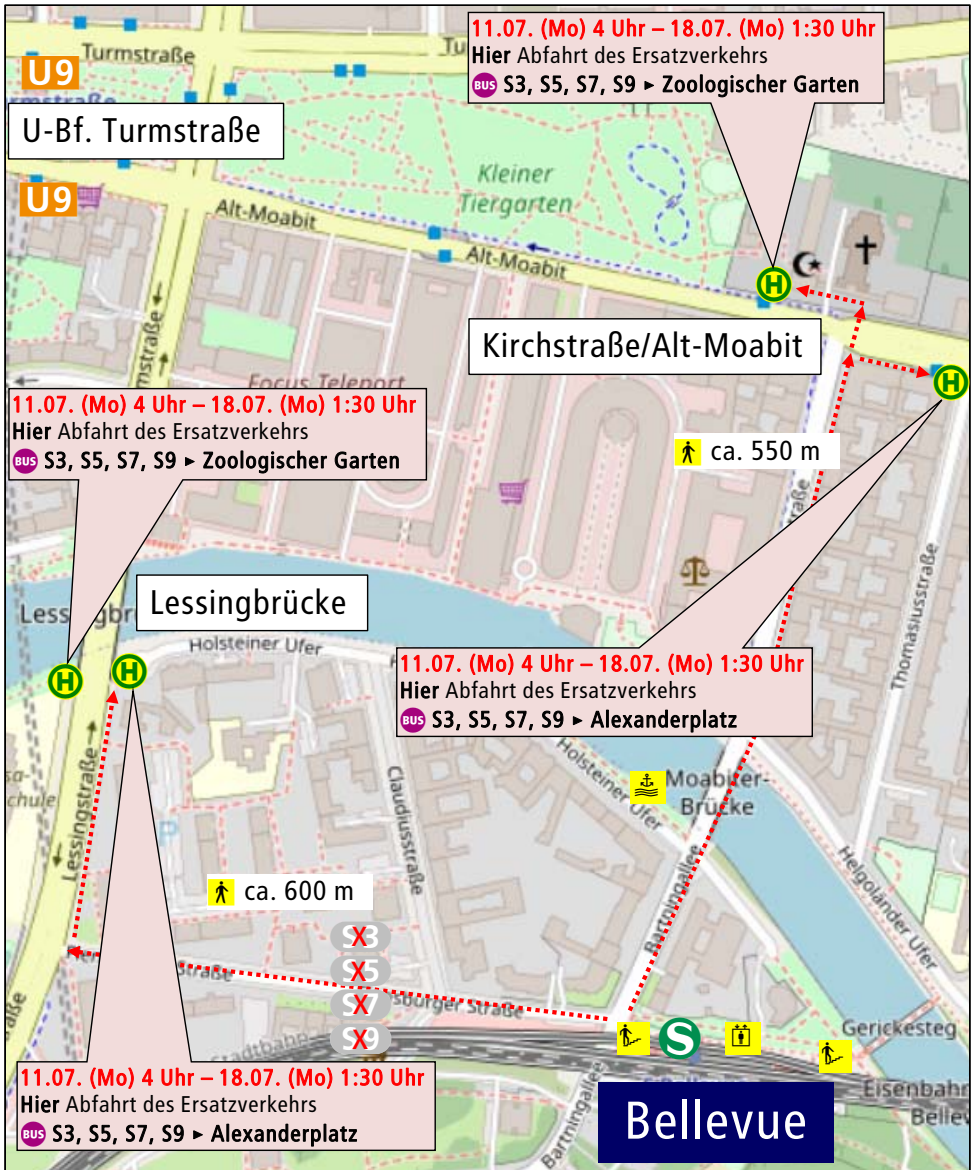 11.07. (Mo) 4 Uhr – 18.07. (Mo) 1:30 Uhr
Hier Abfahrt des Ersatzverkehrs
BUS S3, S5, S7, S9 ► Zoologischer Garten
Turmstraße
U9
U-Bf. Turmstraße
U9
Kleiner
Tiergarten
Alt-Moabit
Alt-Moabit
H
Kirchstraße/Alt-Moabit
H
Focus Teleport
11.07. (Mo) 4 Uhr – 18.07. (Mo) 1:30 Uhr
Hier Abfahrt des Ersatzverkehrs
BUS S3, S5, S7, S9 ► Zoologischer Garten
ca. 550 m
Thomasiusstraße
Lessingbrücke
Holsteiner Ufer
H
H
11.07. (Mo) 4 Uhr – 18.07. (Mo) 1:30 Uhr
Hier Abfahrt des Ersatzverkehrs
BUS S3, S5, S7, S9 ► Alexanderplatz
Holsteiner Ufer
Moabiter-
Brücke
Claudiusstraße
Lessingstraße
P
Helgoländer Ufer
ca. 600 m
Bartningallee
S3
S5
S7
S9
sburger Straße
Stadtbahn
S
Gerickesteg
Eisenbahn
Bellev
Bartningallee
Bellevue
11.07. (Mo) 4 Uhr – 18.07. (Mo) 1:30 Uhr
Hier Abfahrt des Ersatzverkehrs
BUS S3, S5, S7, S9 ► Alexanderplatz